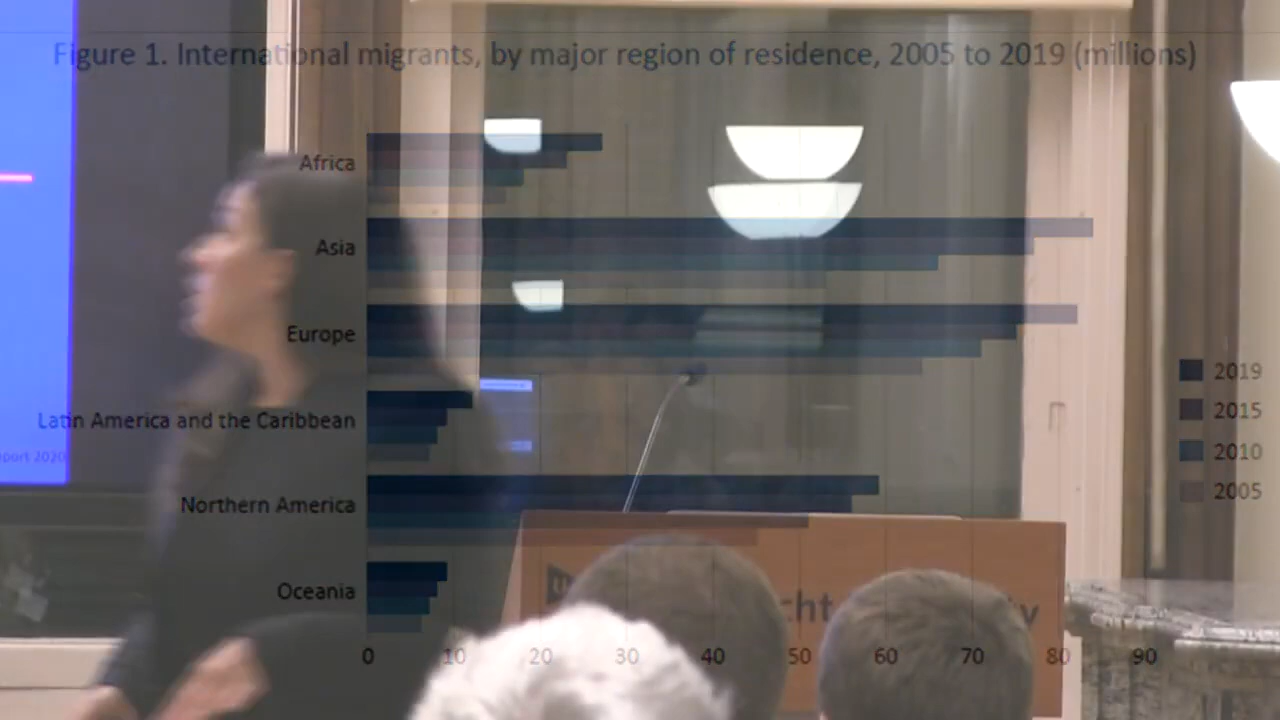 Figure 1. International migrants, by major region of residence, 2005 to 2019 (millions)
Africa
Asia
Europe
2019
2015
Latin America and the Caribbean
2010
port 2020
2005
Northern America
Oceania
0 10 20 30 40 50 60 70 80 90